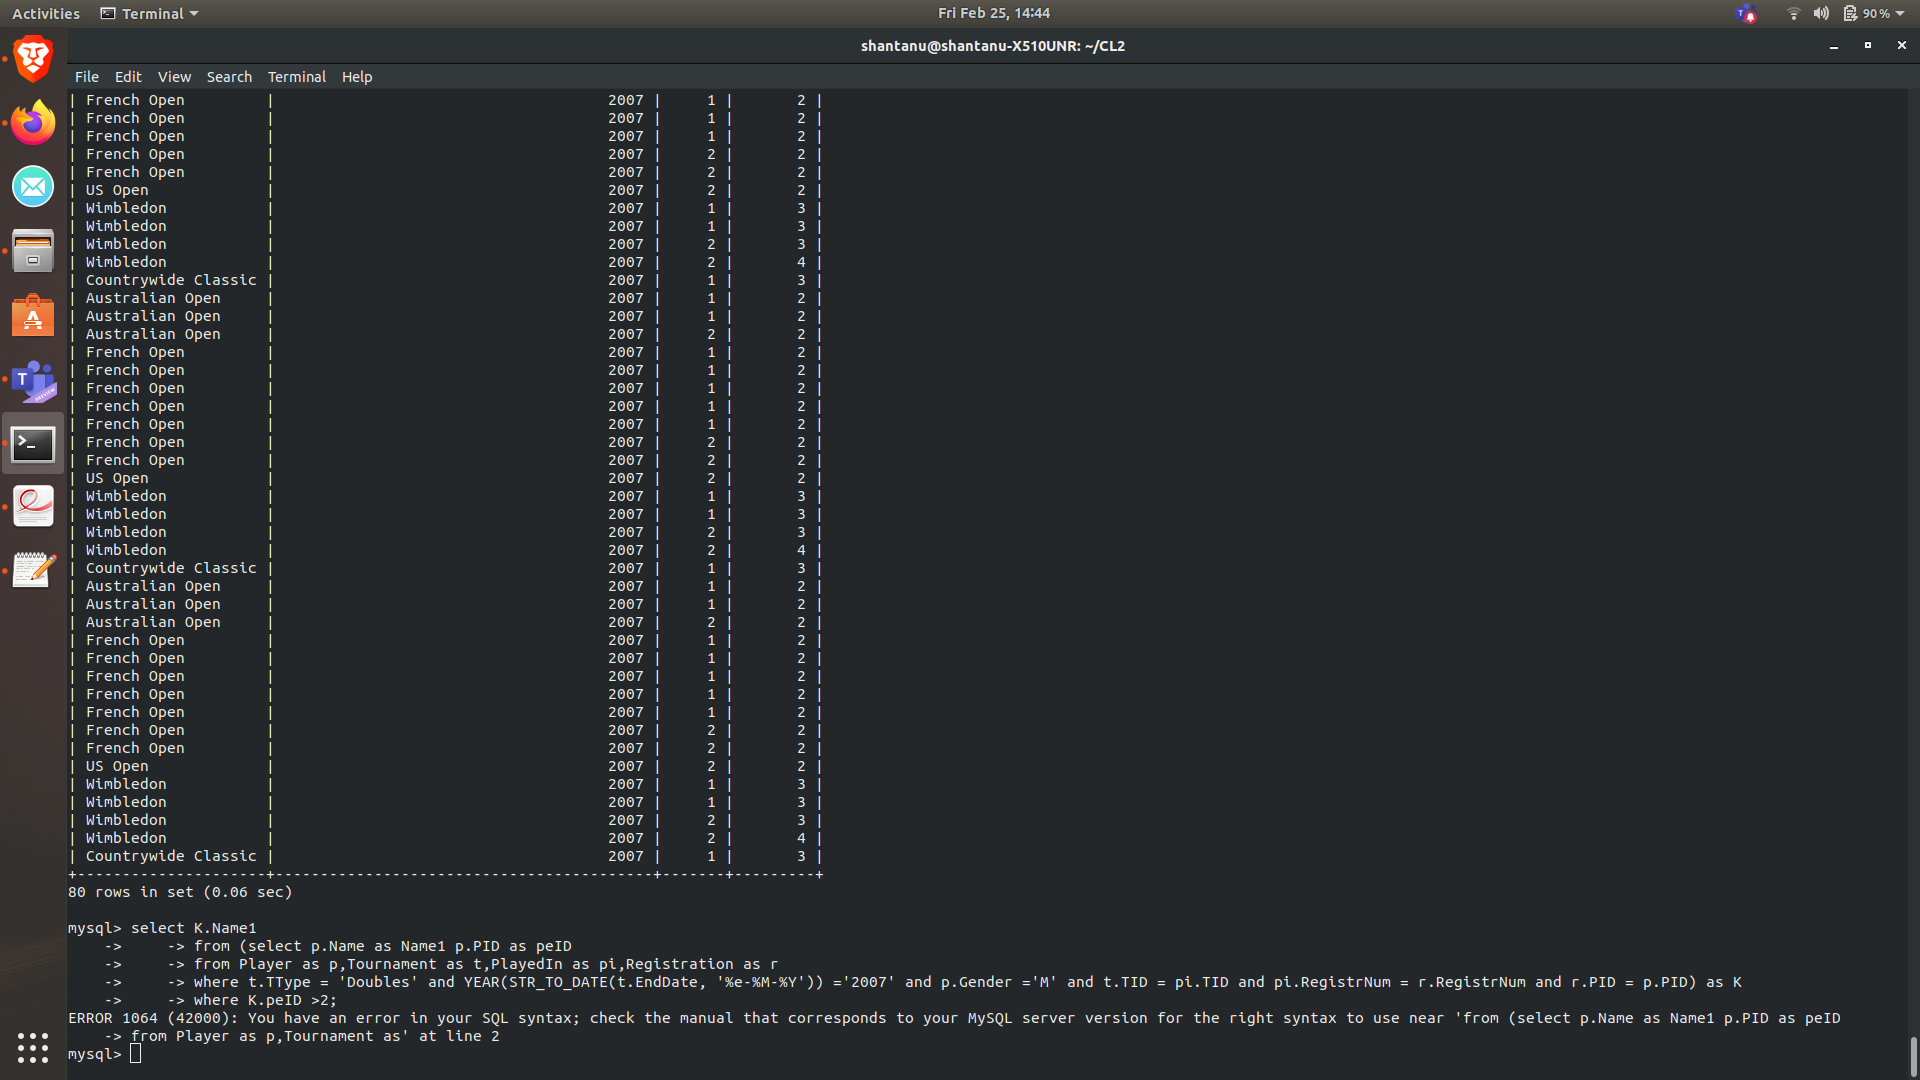 Activities
Terminal
Fri Feb 25, 14:44
90 %
shantanu@shantanu-X510UNR: ~/CL2
File Edit View Search Terminal Help
| French Open | 2007 | 1 | 2 |
| French Open | 2007 | 1 | 2 |
| French Open | 2007 | 1 | 2 |
| French Open | 2007 | 2 | 2 |
| French Open | 2007 | 2 | 2 |
| US Open | 2007 | 2 | 2 |
| Wimbledon | 2007 | 1 | 3 |
| Wimbledon | 2007 | 1 | 3 |
| Wimbledon | 2007 | 2 | 3 |
| Wimbledon | 2007 | 2 | 4 |
| Countrywide Classic | 2007 | 1 | 3 |
| Australian Open | 2007 | 1 | 2 |
| Australian Open | 2007 | 1 | 2 |
| Australian Open | 2007 | 2 | 2 |
| French Open | 2007 | 1 | 2 |
| French Open | 2007 | 1 | 2 |
| French Open | 2007 | 1 | 2 |
| French Open | 2007 | 1 | 2 |
| French Open | 2007 | 1 | 2 |
| French Open | 2007 | 2 | 2 |
| French Open | 2007 | 2 | 2 |
| US Open | 2007 | 2 | 2 |
| Wimbledon | 2007 | 1 | 3 |
| Wimbledon | 2007 | 1 | 3 |
| Wimbledon | 2007 | 2 | 3 |
| Wimbledon | 2007 | 2 | 4 |
| Countrywide Classic | 2007 | 1 | 3 |
| Australian Open | 2007 | 1 | 2 |
| Australian Open | 2007 | 1 | 2 |
| Australian Open | 2007 | 2 | 2 |
| French Open | 2007 | 1 | 2 |
| French Open | 2007 | 1 | 2 |
| French Open | 2007 | 1 | 2 |
| French Open | 2007 | 1 | 2 |
| French Open | 2007 | 1 | 2 |
| French Open | 2007 | 2 | 2 |
| French Open | 2007 | 2 | 2 |
| US Open | 2007 | 2 | 2 |
| Wimbledon | 2007 | 1 | 3 |
| Wimbledon | 2007 | 1 | 3 |
| Wimbledon | 2007 | 2 | 3 |
| Wimbledon | 2007 | 2 | 4 |
| Countrywide Classic | 2007 | 1 | 3 |
+---------------------+------------------------------------------+-------+---------+
80 rows in set (0.06 sec)
mysql> select K.Name1
-> -> from (select p.Name as Name1 p.PID as peID
-> -> from Player as p,Tournament as t,PlayedIn as pi,Registration as r
-> -> where t.TType = 'Doubles' and YEAR(STR_TO_DATE(t.EndDate, '%e-%M-%Y')) ='2007' and p.Gender ='M' and t.TID = pi.TID and pi.RegistrNum = r.RegistrNum and r.PID = p.PID) as K
-> -> where K.peID >2;
ERROR 1064 (42000): You have an error in your SQL syntax; check the manual that corresponds to your MySQL server version for the right syntax to use near 'from (select p.Name as Name1 p.PID as peID
-> from Player as p,Tournament as' at line 2
mysql>